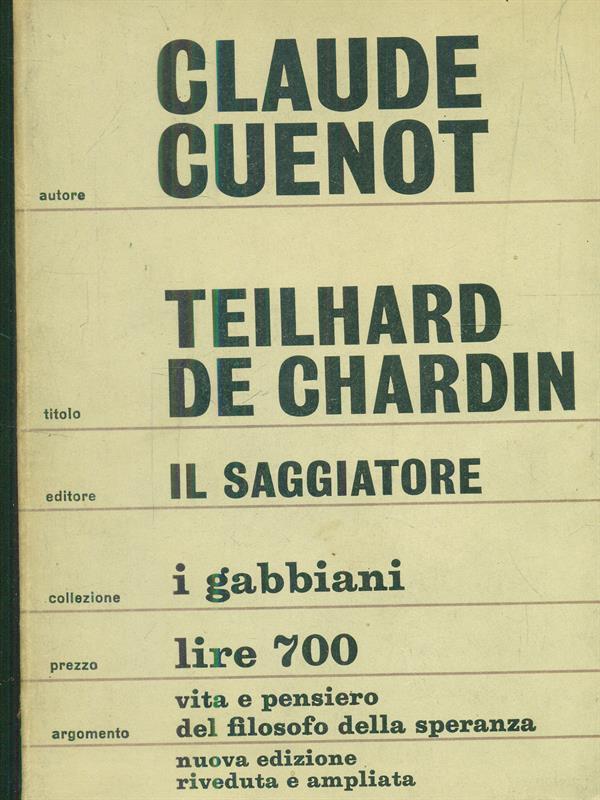 CLAUDE
autore CUENOT
TEILHARD
titolo DE CHARDIN
editore IL SAGGIATORE
collezione i gabbiani
prezzo lire 700
vita e pensiero
argomento del filosofo della speranza
nuova edizione
riveduta e ampliata